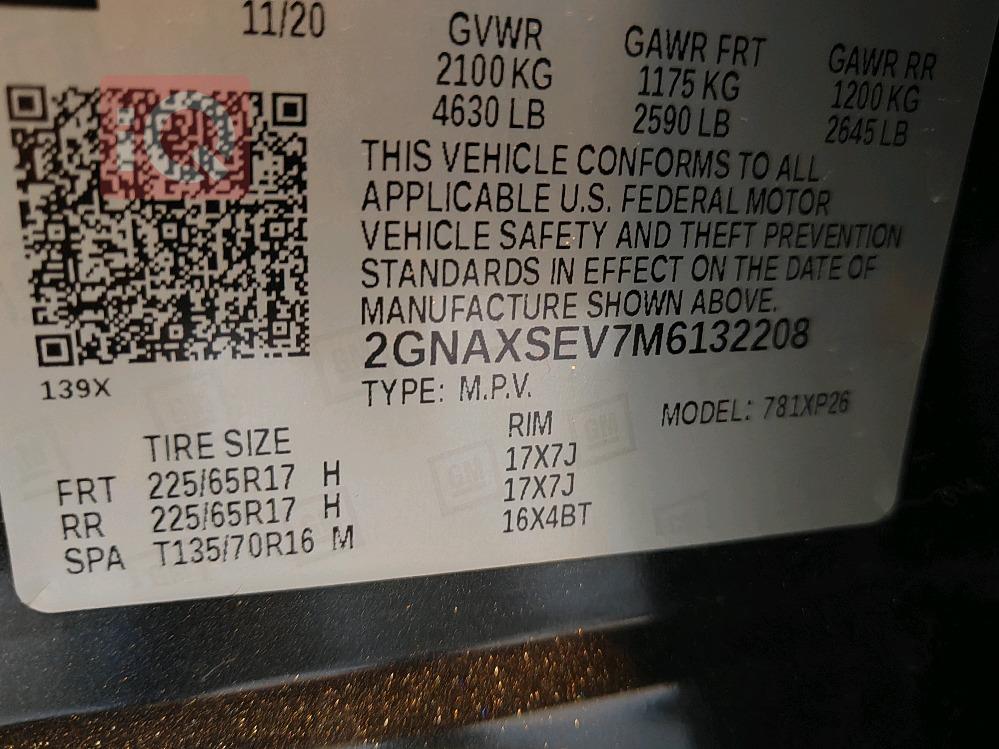 11/20
GVWR GAWR FRT GAWR RR
2100 KG 1175 KG 1200 KG
4630 LB 2590 LB 2645 LB
THIS VEHICLE CONFORMS TO ALL
APPLICABLE U.S. FEDERAL MOTOR
VEHICLE SAFETY AND THEFT PREVENTION
STANDARDS IN EFFECT ON THE DATE OF
MANUFACTURE SHOWN ABOVE.
2GNAXSEV7M6132208
139X
TYPE: M.P.V. MODEL: 781XP26
TIRE SIZE RIM
FRT 225/65R17 H 17X7J
RR 225/65R17 H 17X7J
SPA T135/70R16 M 16X4BT
GM
GM
iQ